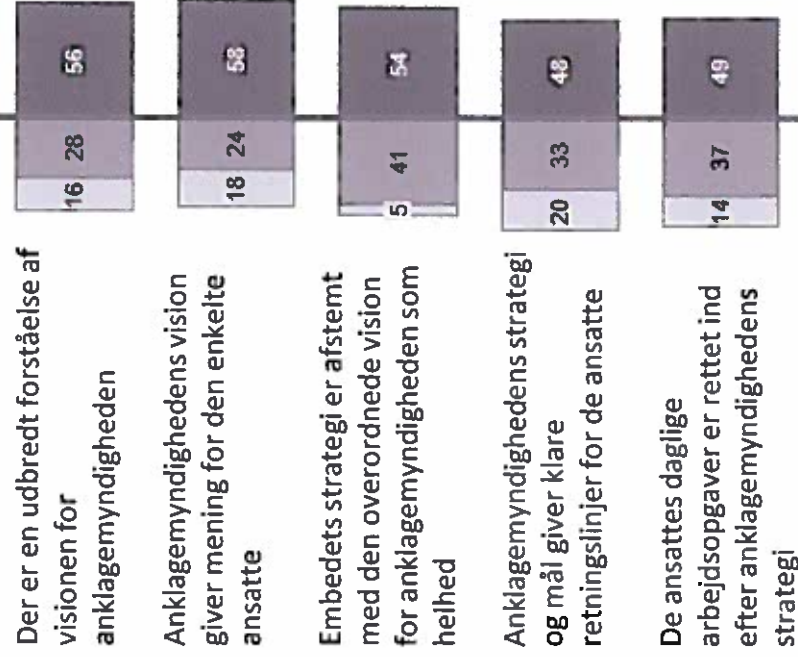 Der er en udbredt forståelse af
visionen for
anklagemyndigheden
16 28 56
Anklagemyndighedens vision
giver mening for den enkelte
ansatte
18 24 58
Embedets strategi er afstemt
med den overordnede vision
for anklagemyndigheden som
helhed
5 41 54
Anklagemyndighedens strategi
og mål giver klare
retningslinjer for de ansatte
20 33 48
De ansattes daglige
arbejdsopgaver er rettet ind
efter anklagemyndighedens
strategi
14 37 49